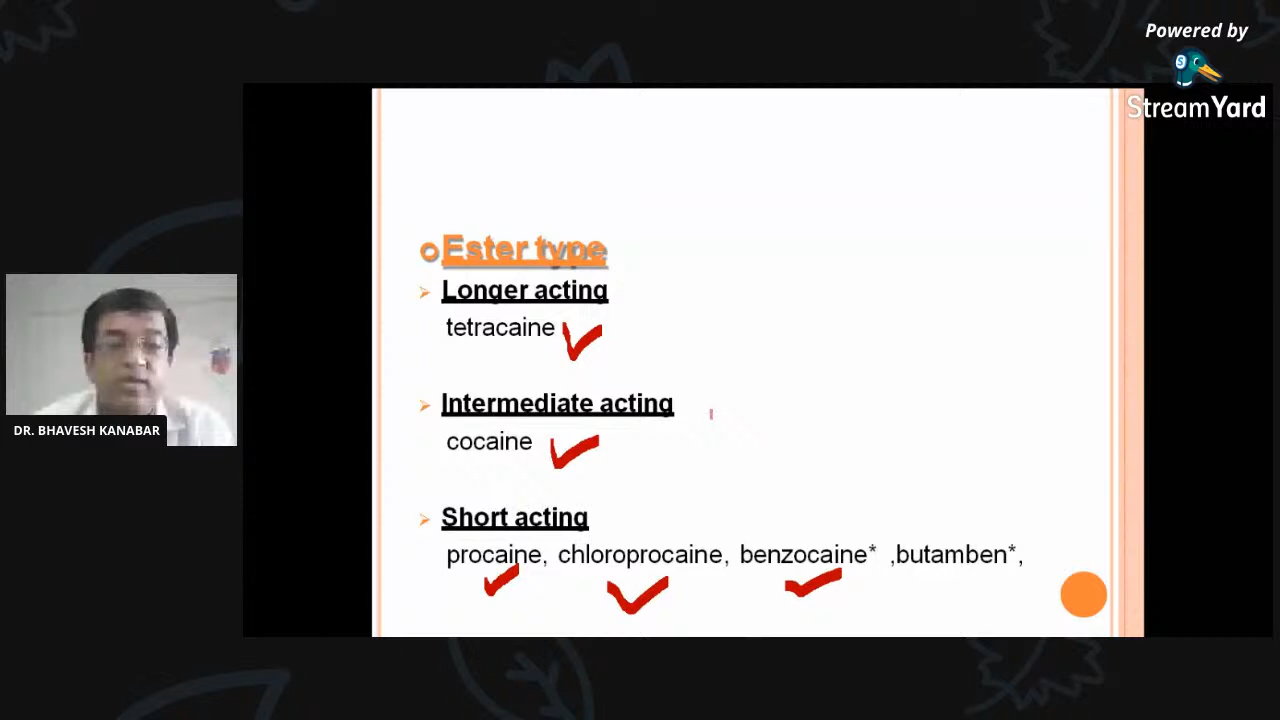 Powered by
StreamYard
Ester type
Longer acting
tetracaine
Intermediate acting
cocaine
Short acting
procaine, chloroprocaine, benzocaine* ,butamben*,
DR. BHAVESH KANABAR